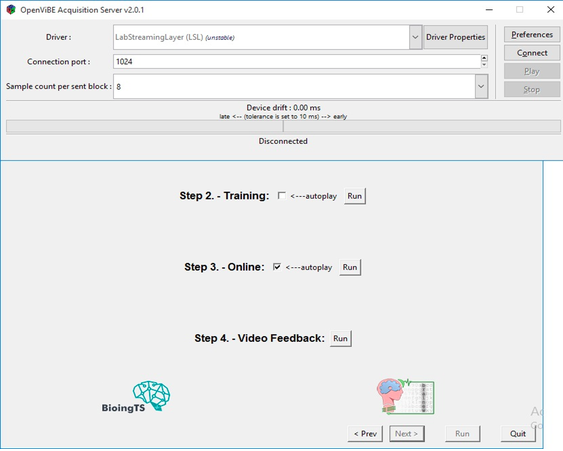 OpenViBE Acquisition Server v2.0.1
Driver : LabStreamingLayer (LSL) (unstable) Driver Properties Preferences
Connection port : 1024 Connect
Play
Sample count per sent block : 8 Stop
Device drift : 0.00 ms
late <-- (tolerance is set to 10 ms) --> early
Disconnected
Step 2. - Training: <---autoplay Run
Step 3. - Online: <---autoplay Run
Step 4. - Video Feedback: Run
BioingTS
< Prev Next > Run Quit